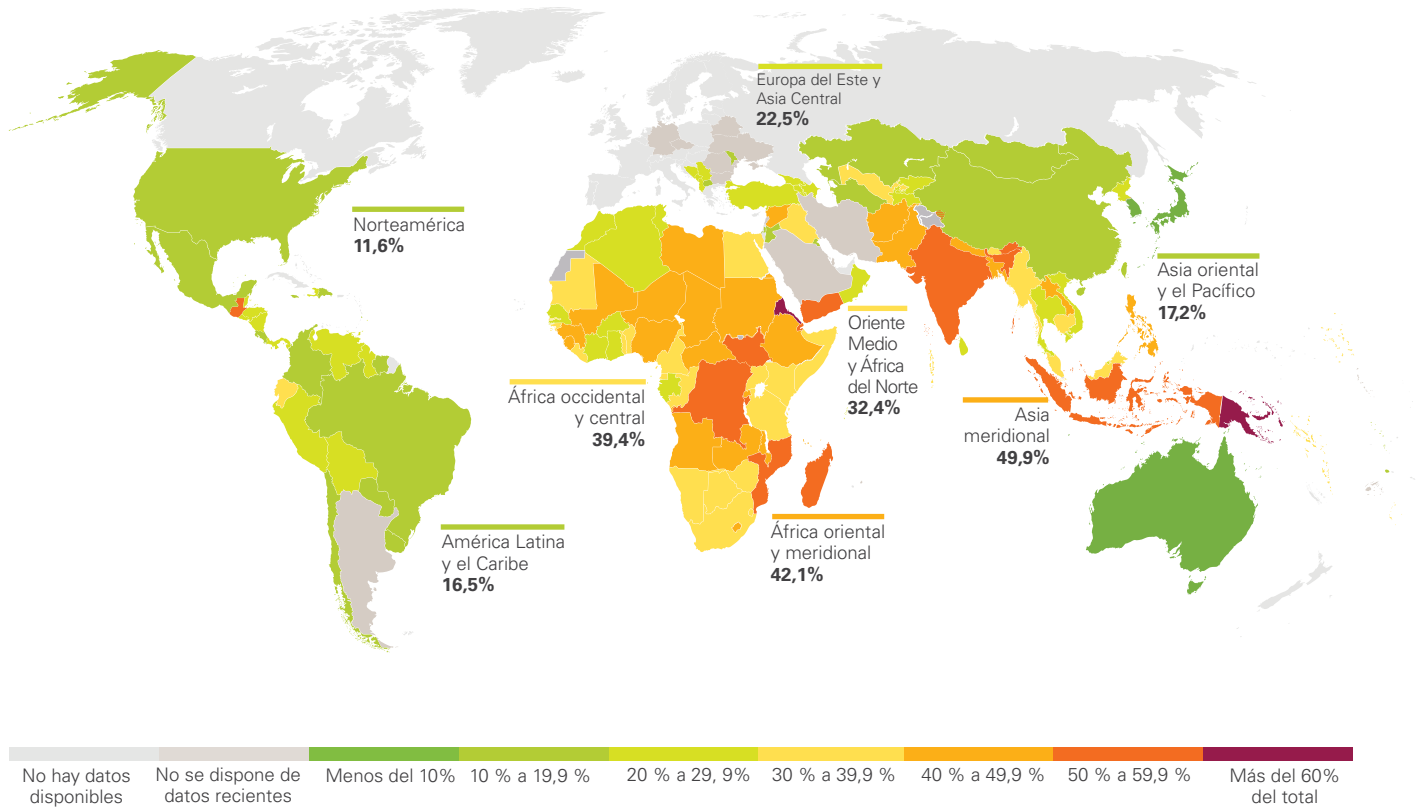 Europa del Este y
Asia Central
22,5%
Norteamérica
11,6%
Asia oriental
y el Pacífico
17,2%
Oriente
Medio
y África
del Norte
32,4%
África occidental
y central
39,4%
Asia
meridional
49,9%
América Latina
y el Caribe
16,5%
África oriental
y meridional
42,1%
No hay datos
disponibles
No se dispone de
datos recientes
Menos del 10%
10 % a 19,9 %
20 % a 29, 9%
30 % a 39,9 %
40 % a 49,9 %
50 % a 59,9 %
Más del 60%
del total